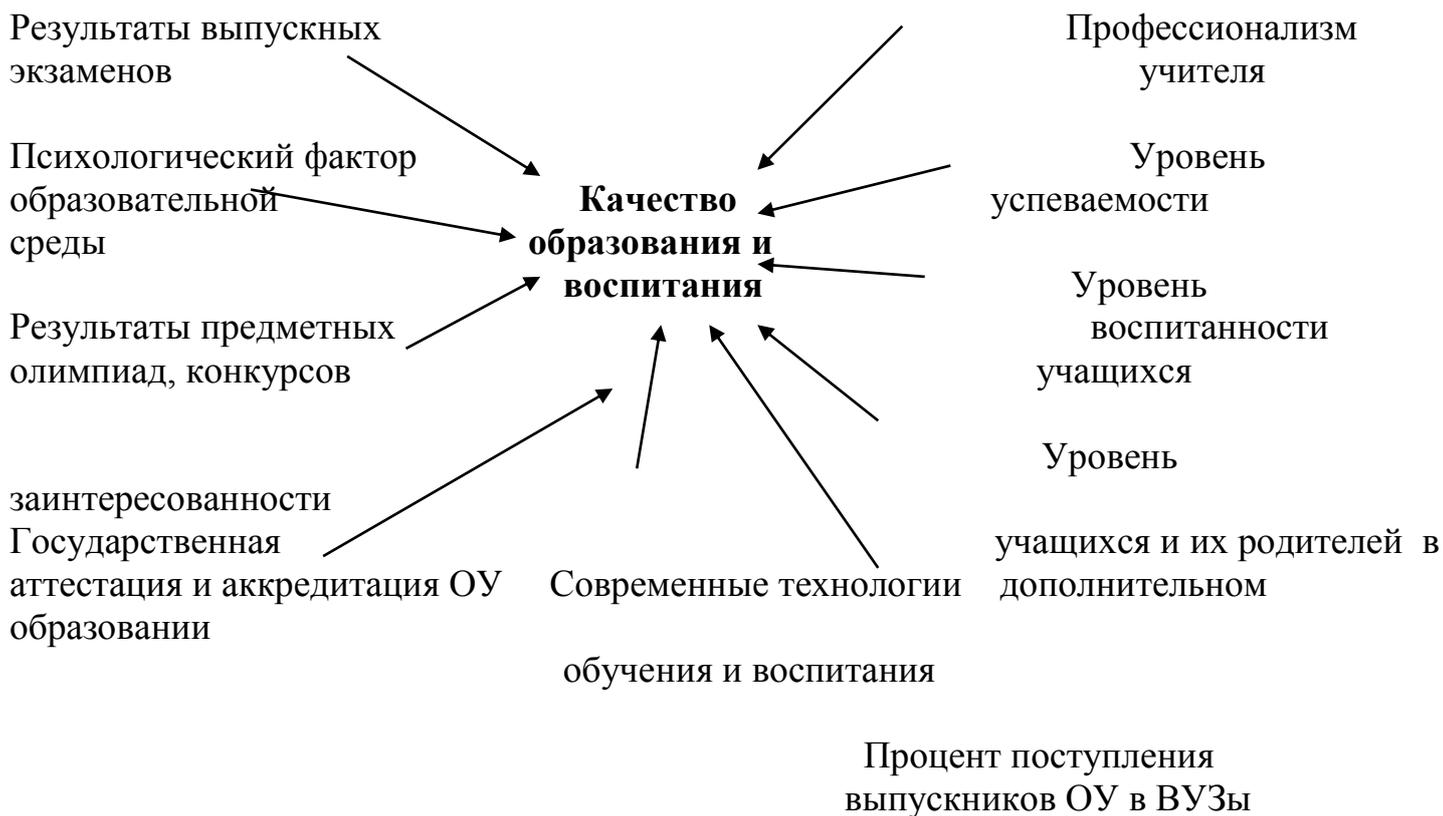 Результаты выпускных
экзаменов
Профессионализм
учителя
Психологический фактор
образовательной
среды
Уровень
успеваемости
Качество
образования и
воспитания
Уровень
воспитанности
учащихся
Результаты предметных
олимпиад, конкурсов
Уровень
заинтересованности
Государственная
учащихся и их родителей в
аттестация и аккредитация ОУ
Современные технологии
дополнительном
образовании
обучения и воспитания
Процент поступления
выпускников ОУ в ВУЗы